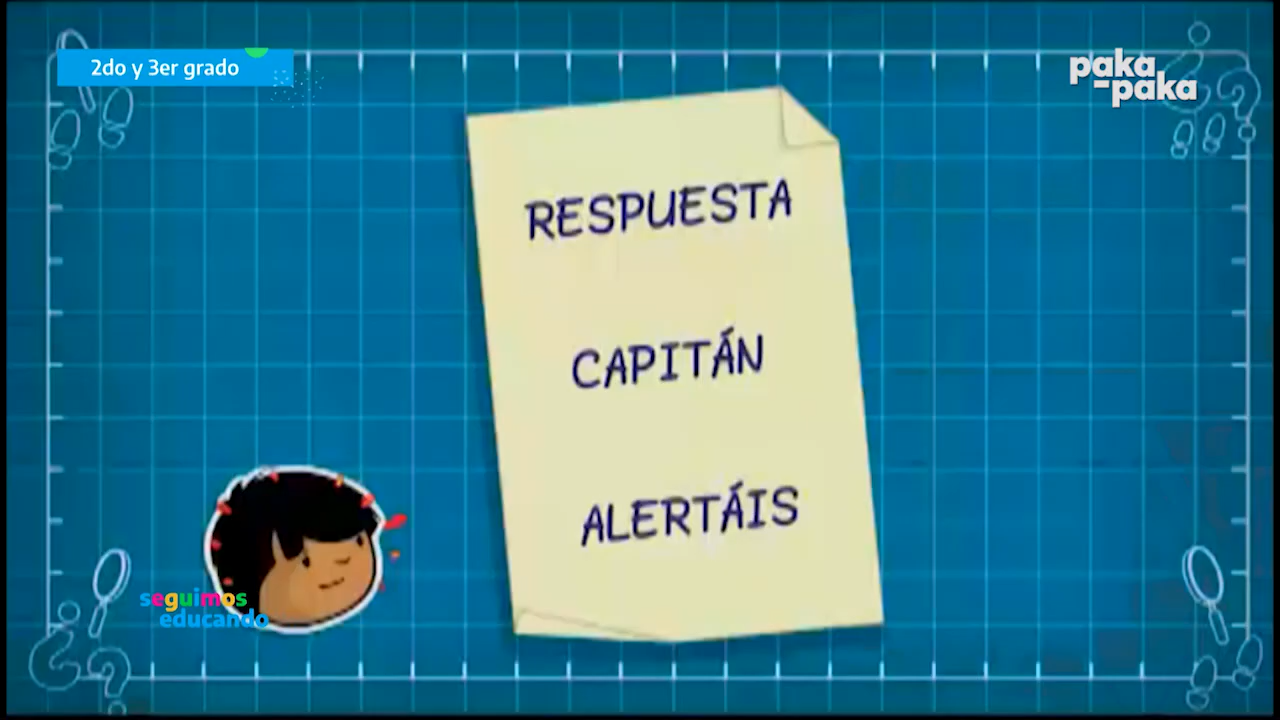 2do y 3er grado
paka
-paka
RESPUESTA
CAPITÁN
ALERTÁIS
seguimos
educando